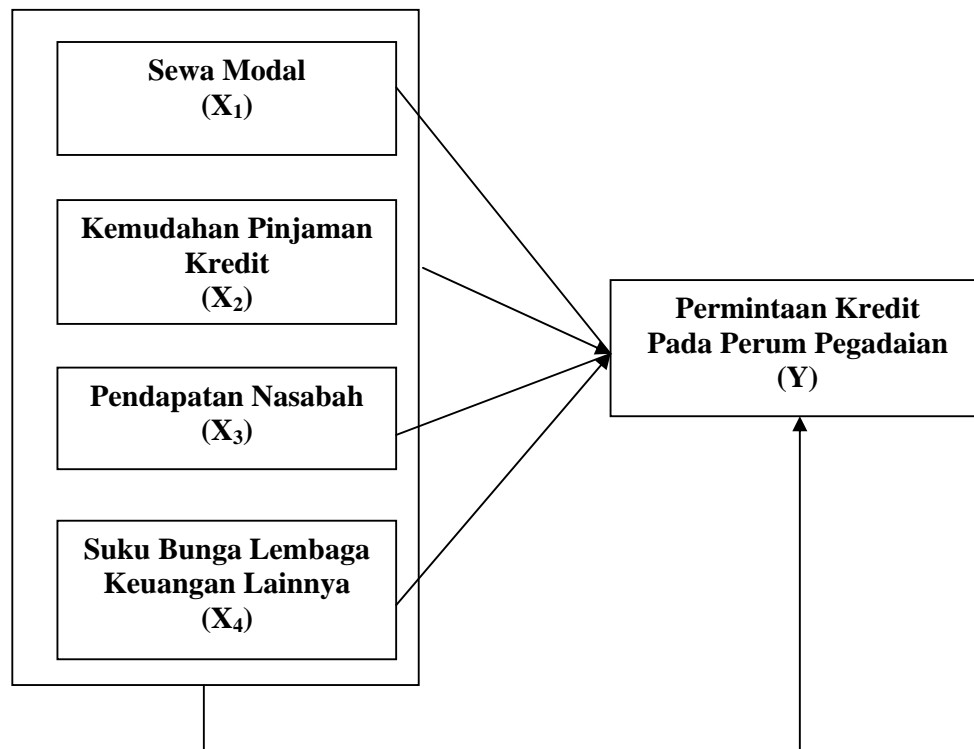 Sewa Modal
(X₁)
Kemudahan Pinjaman
Kredit
(X₂)
Pendapatan Nasabah
(X₃)
Suku Bunga Lembaga
Keuangan Lainnya
(X₄)
Permintaan Kredit
Pada Perum Pegadaian
(Y)